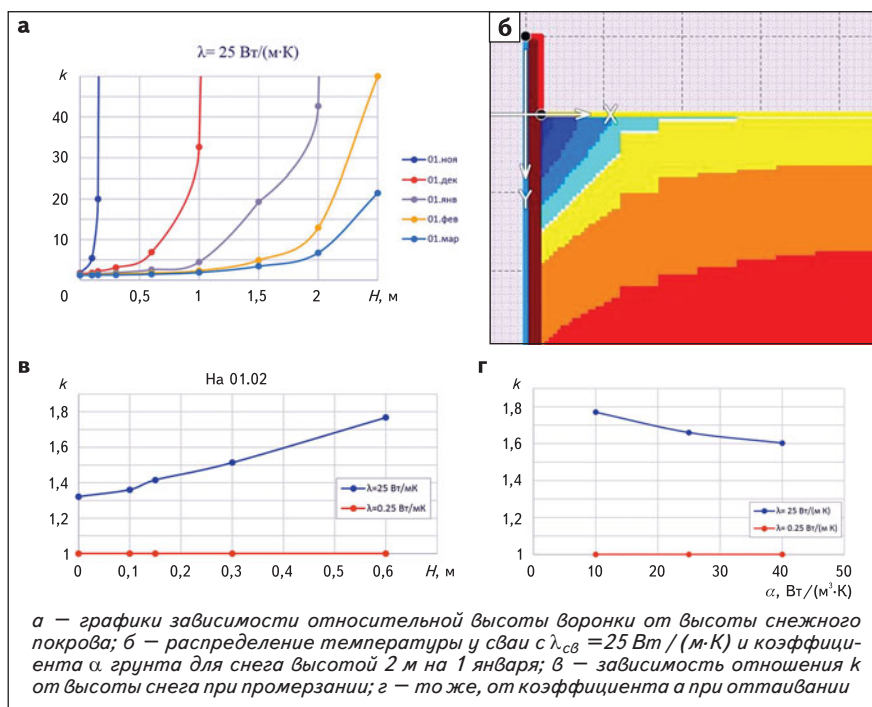 а
λ= 25 Вт/(м·К)
k
40
30
20
10
0
0,5
1
1,5
2
H, м
01.ноя
01.дек
01.янв
01.фев
01.мар
б
X
Y
в
На 01.02
k
1,8
1,6
1,4
1,2
1
0
0,1
0,2
0,3
0,4
0,5
0,6
H, м
λ=25 Вт/мК
λ=0.25 Вт/мК
г
k
1,8
1,6
1,4
1,2
1
0
10
20
30
40
50
α, Вт/(м³·К)
λ= 25 Вт/(м К)
λ= 0.25 Вт/(м К)
а – графики зависимости относительной высоты воронки от высоты снежного
покрова; б – распределение температуры у сваи с λсв =25 Вт / (м·К) и коэффици-
ента α грунта для снега высотой 2 м на 1 января; в – зависимость отношения k
от высоты снега при промерзании; г – то же, от коэффициента а при оттаивании